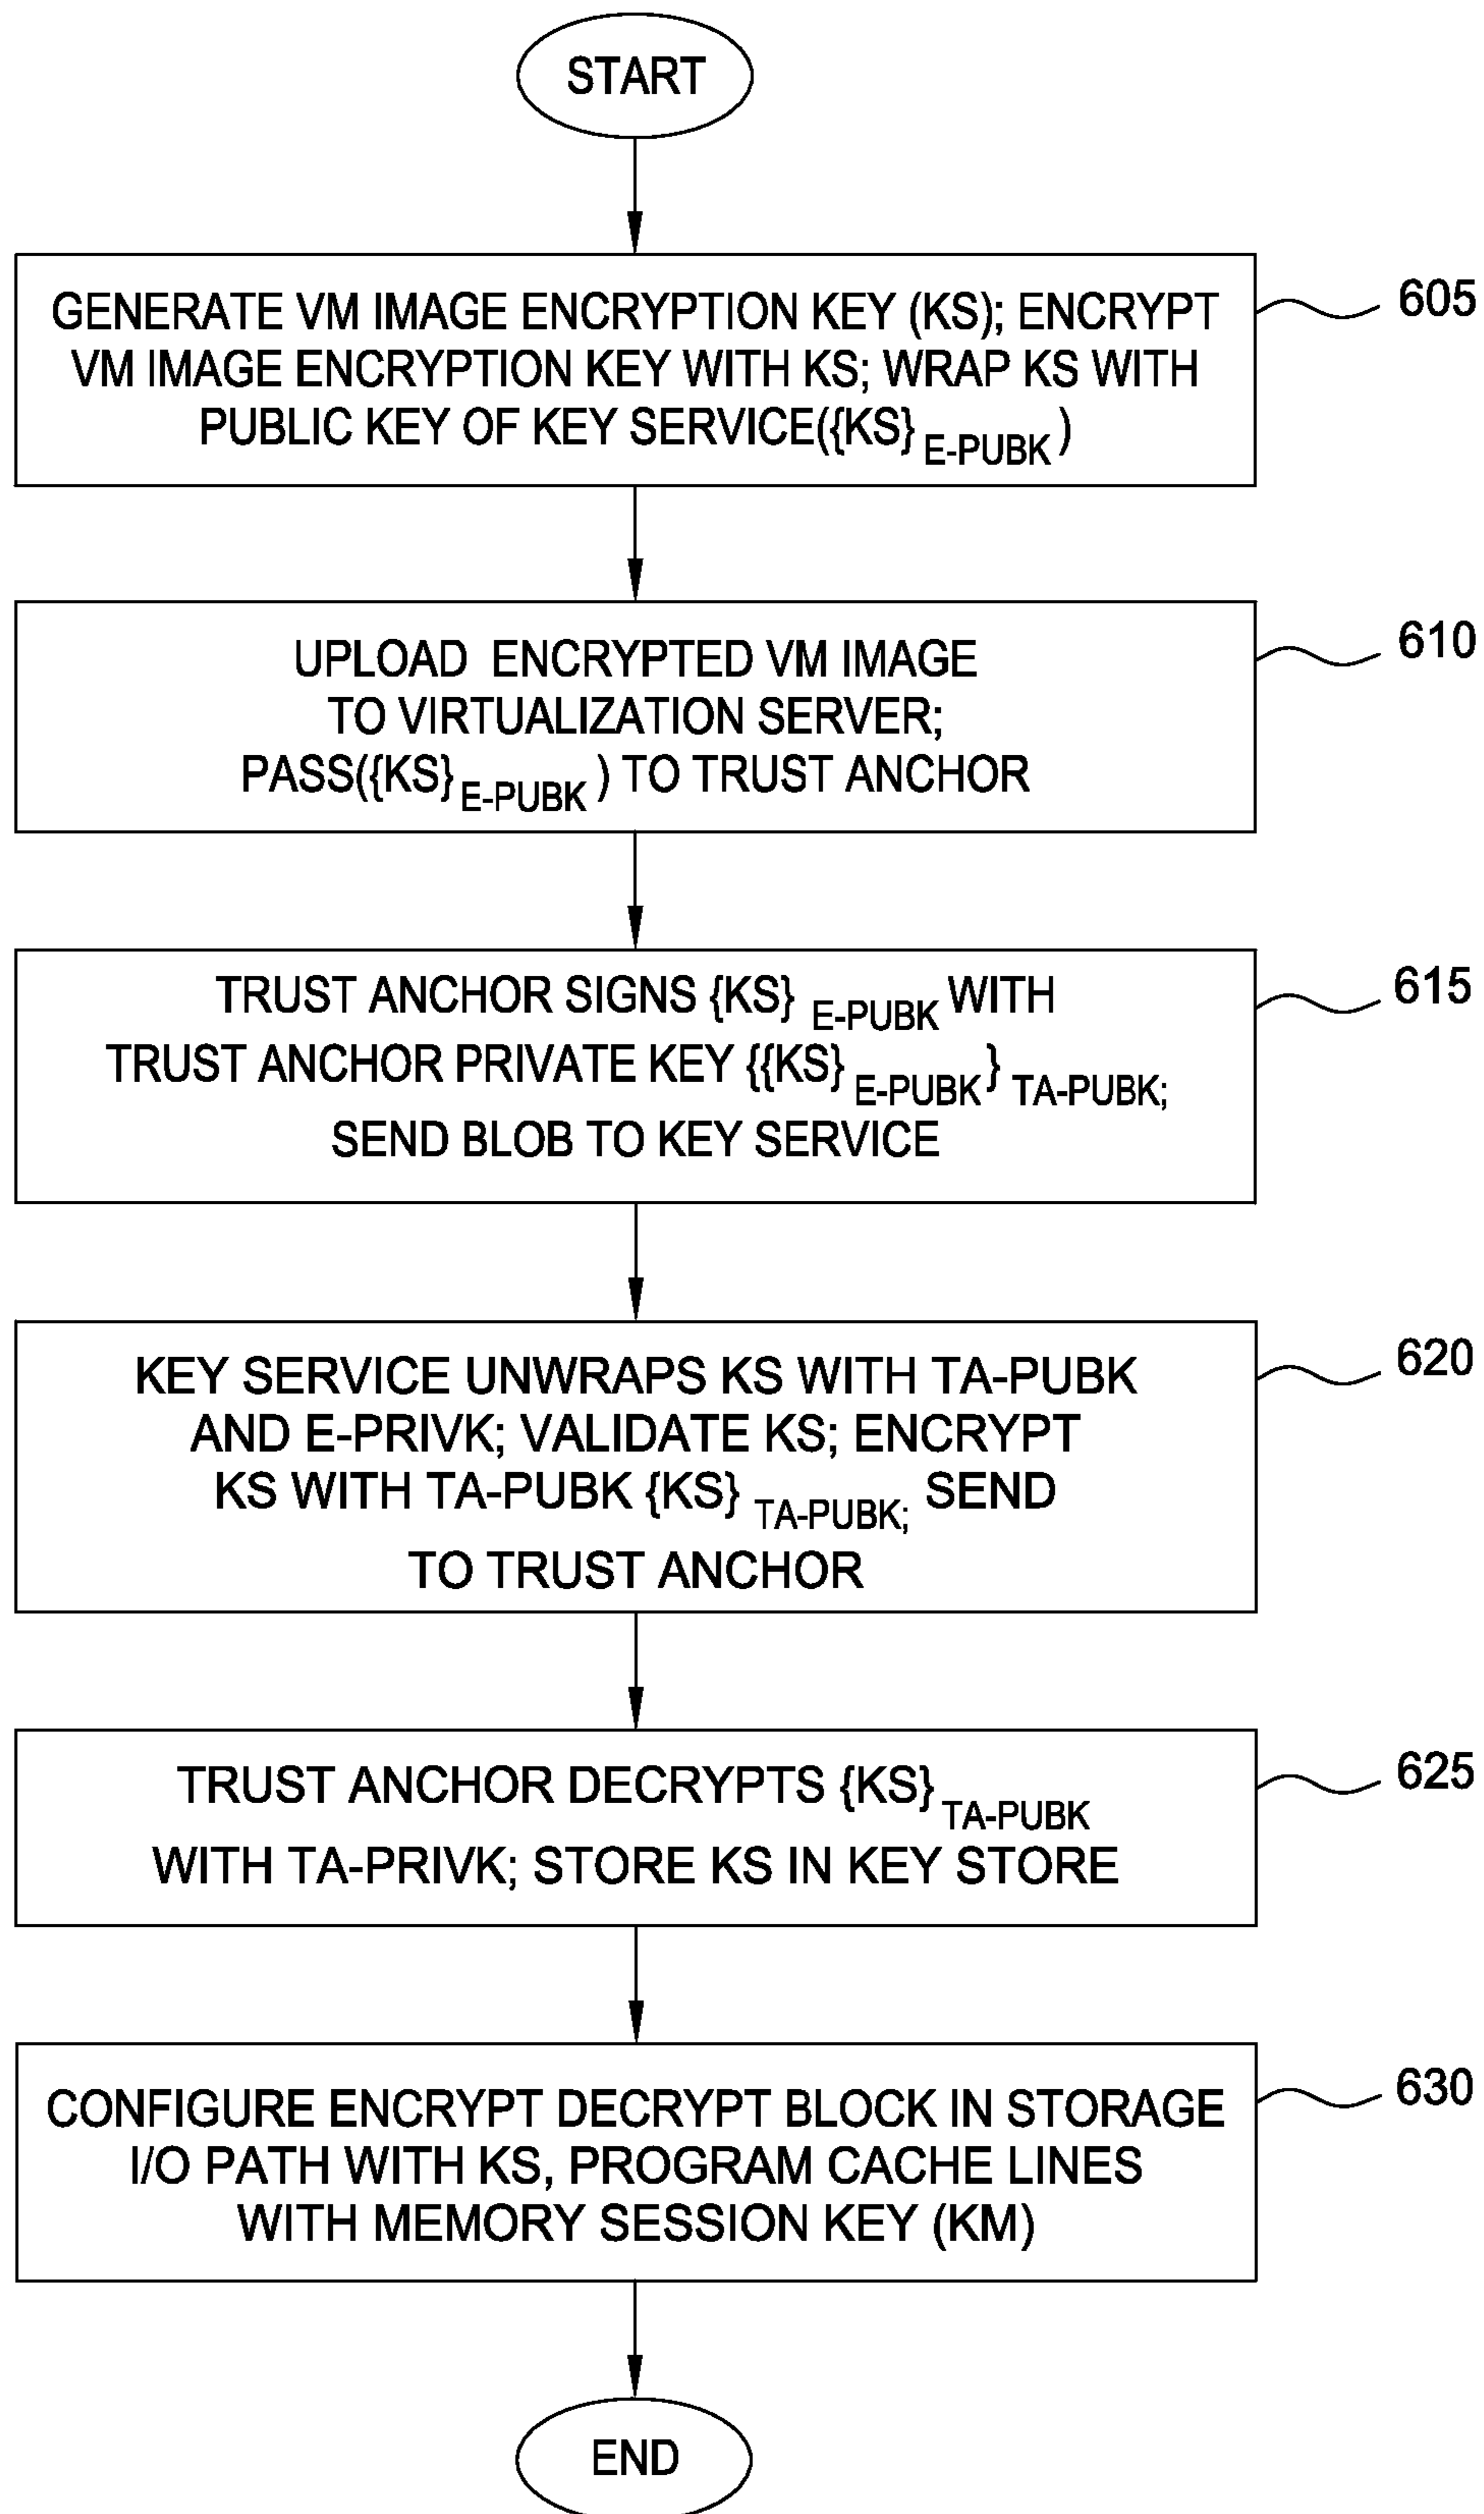 START
GENERATE VM IMAGE ENCRYPTION KEY (KS); ENCRYPT
VM IMAGE ENCRYPTION KEY WITH KS; WRAP KS WITH
PUBLIC KEY OF KEY SERVICE({KS} E-PUBK )
605
UPLOAD ENCRYPTED VM IMAGE
TO VIRTUALIZATION SERVER;
PASS({KS} E-PUBK ) TO TRUST ANCHOR
610
TRUST ANCHOR SIGNS {KS} E-PUBK WITH
TRUST ANCHOR PRIVATE KEY {{KS} E-PUBK } TA-PUBK;
SEND BLOB TO KEY SERVICE
615
KEY SERVICE UNWRAPS KS WITH TA-PUBK
AND E-PRIVK; VALIDATE KS; ENCRYPT
KS WITH TA-PUBK {KS} TA-PUBK; SEND
TO TRUST ANCHOR
620
TRUST ANCHOR DECRYPTS {KS} TA-PUBK
WITH TA-PRIVK; STORE KS IN KEY STORE
625
CONFIGURE ENCRYPT DECRYPT BLOCK IN STORAGE
I/O PATH WITH KS, PROGRAM CACHE LINES
WITH MEMORY SESSION KEY (KM)
630
END